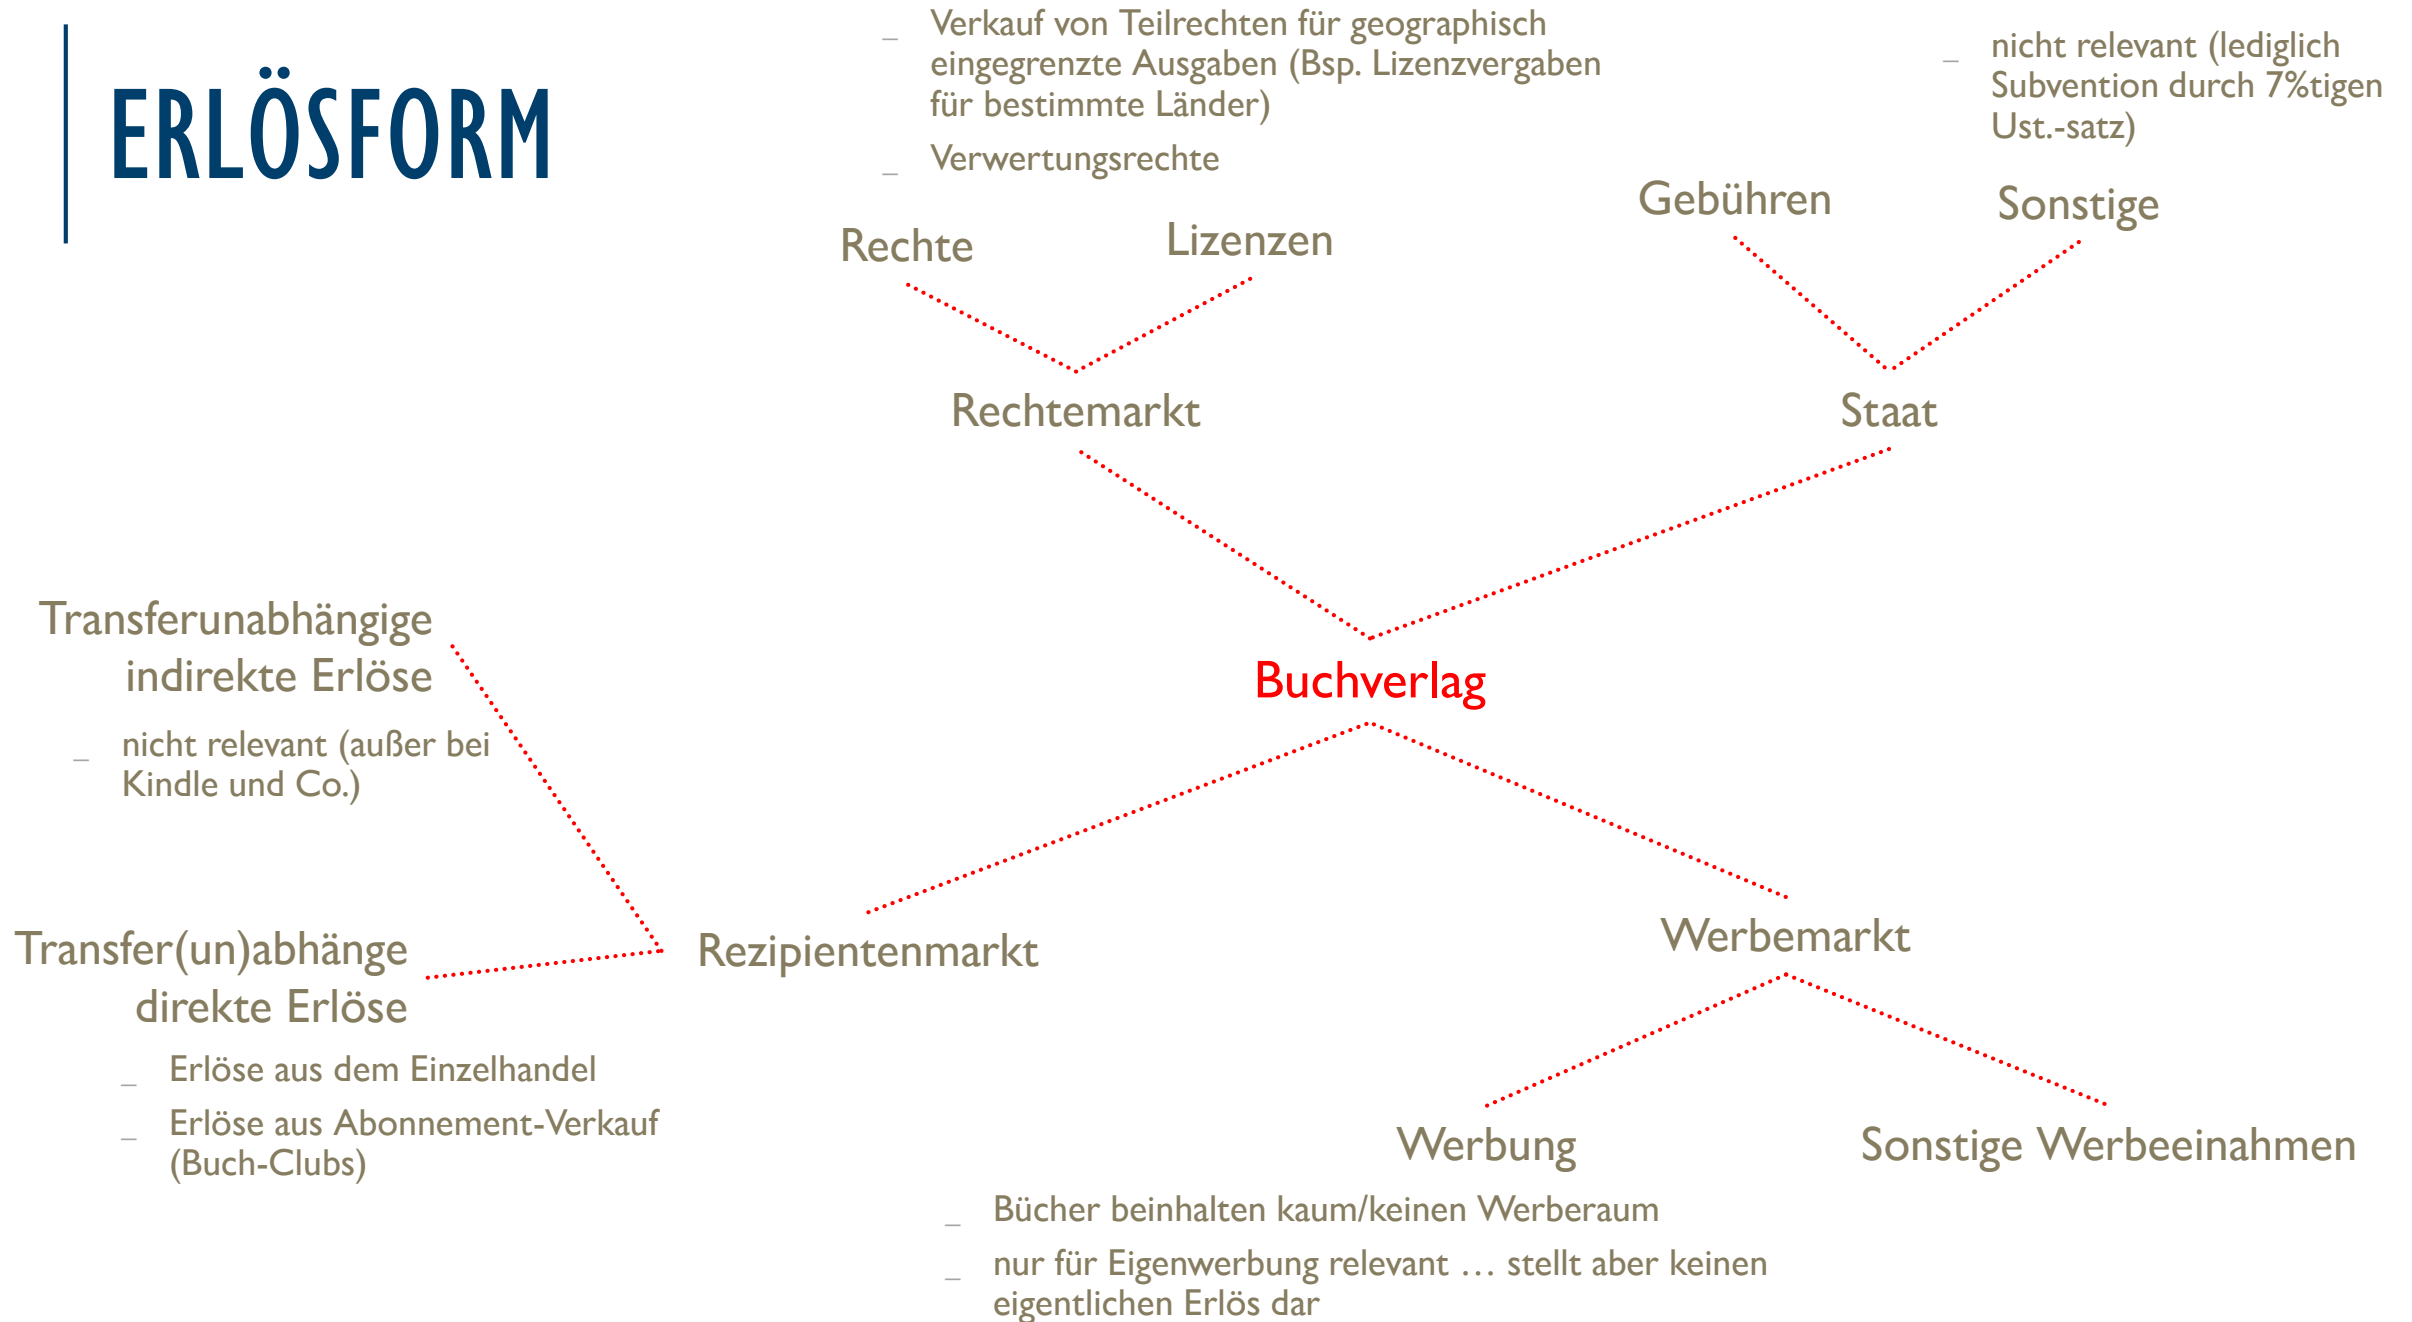 ERLÖSFORM
_ Verkauf von Teilrechten für geographisch
eingegrenzte Ausgaben (Bsp. Lizenzvergaben
für bestimmte Länder)
_ Verwertungsrechte
_ nicht relevant (lediglich
Subvention durch 7%tigen
Ust.-satz)
Rechte
Lizenzen
Gebühren
Sonstige
Rechtemarkt
Staat
Transferunabhängige
indirekte Erlöse
_ nicht relevant (außer bei
Kindle und Co.)
Buchverlag
Transfer(un)abhänge
direkte Erlöse
_ Erlöse aus dem Einzelhandel
_ Erlöse aus Abonnement-Verkauf
(Buch-Clubs)
Rezipientenmarkt
Werbemarkt
Werbung
Sonstige Werbeeinahmen
_ Bücher beinhalten kaum/keinen Werberaum
_ nur für Eigenwerbung relevant … stellt aber keinen
eigentlichen Erlös dar